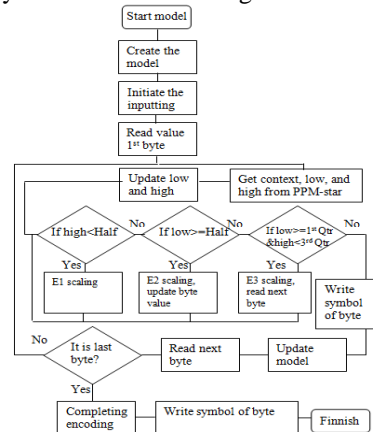 Start model
Create the
model
Initiate the
inputting
Read value
1st byte
Update low
and high
Get context, low, and
high from PPM-star
If high<Half
No
If low>=Half
No
If low>=1st Qtr
&high<3rd Qtr
No
Yes
Yes
Yes
E1 scaling
E2 scaling,
update byte
value
E3 scaling,
read next
byte
Write
symbol
of byte
No
It is last
byte?
Read next
byte
Update
model
Yes
Completing
encoding
Write symbol of byte
Finnish